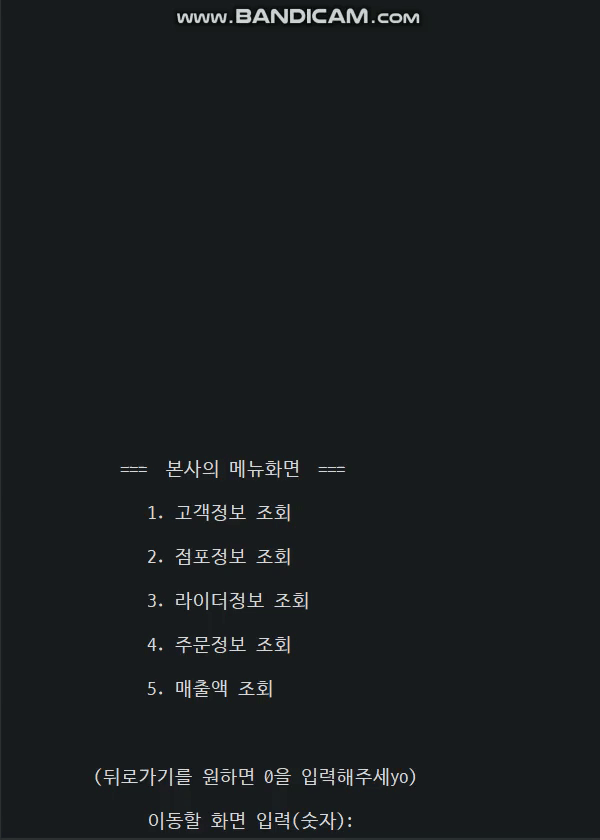 www.BANDICAM.com
=== 본사의 메뉴화면 ===
1. 고객정보 조회
2. 점포정보 조회
3. 라이더정보 조회
4. 주문정보 조회
5. 매출액 조회
(뒤로가기를 원하면 0을 입력해주세yo)
이동할 화면 입력(숫자):